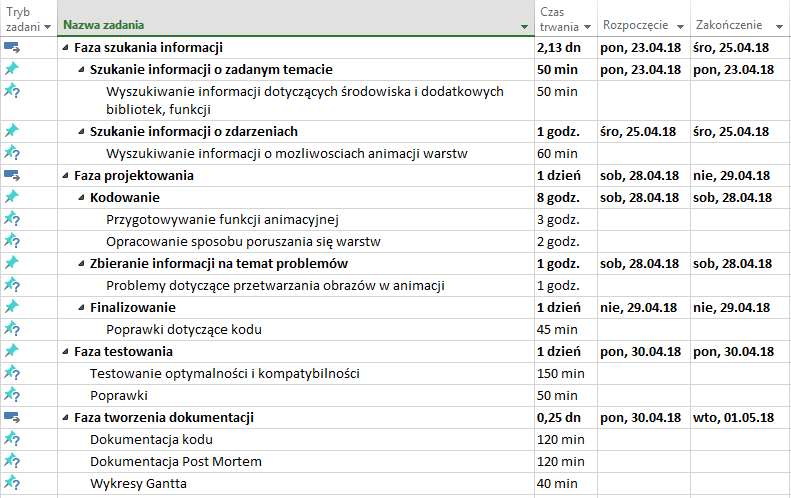 Tryb zadani Nazwa zadania Czas trwania Rozpoczęcie Zakończenie
Faza szukania informacji 2,13 dn pon, 23.04.18 śro, 25.04.18
Szukanie informacji o zadanym temacie 50 min pon, 23.04.18 pon, 23.04.18
Wyszukiwanie informacji dotyczących środowiska i dodatkowych 50 min
bibliotek, funkcji
Szukanie informacji o zdarzeniach 1 godz. śro, 25.04.18 śro, 25.04.18
Wyszukiwanie informacji o mozliwosciach animacji warstw 60 min
Faza projektowania 1 dzień sob, 28.04.18 nie, 29.04.18
Kodowanie 8 godz. sob, 28.04.18 sob, 28.04.18
Przygotowywanie funkcji animacyjnej 3 godz.
Opracowanie sposobu poruszania się warstw 2 godz.
Zbieranie informacji na temat problemów 1 godz. sob, 28.04.18 sob, 28.04.18
Problemy dotyczące przetwarzania obrazów w animacji 1 godz.
Finalizowanie 1 dzień nie, 29.04.18 nie, 29.04.18
Poprawki dotyczące kodu 45 min
Faza testowania 1 dzień pon, 30.04.18 pon, 30.04.18
Testowanie optymalności i kompatybilności 150 min
Poprawki 50 min
Faza tworzenia dokumentacji 0,25 dn pon, 30.04.18 wto, 01.05.18
Dokumentacja kodu 120 min
Dokumentacja Post Mortem 120 min
Wykresy Gantta 40 min